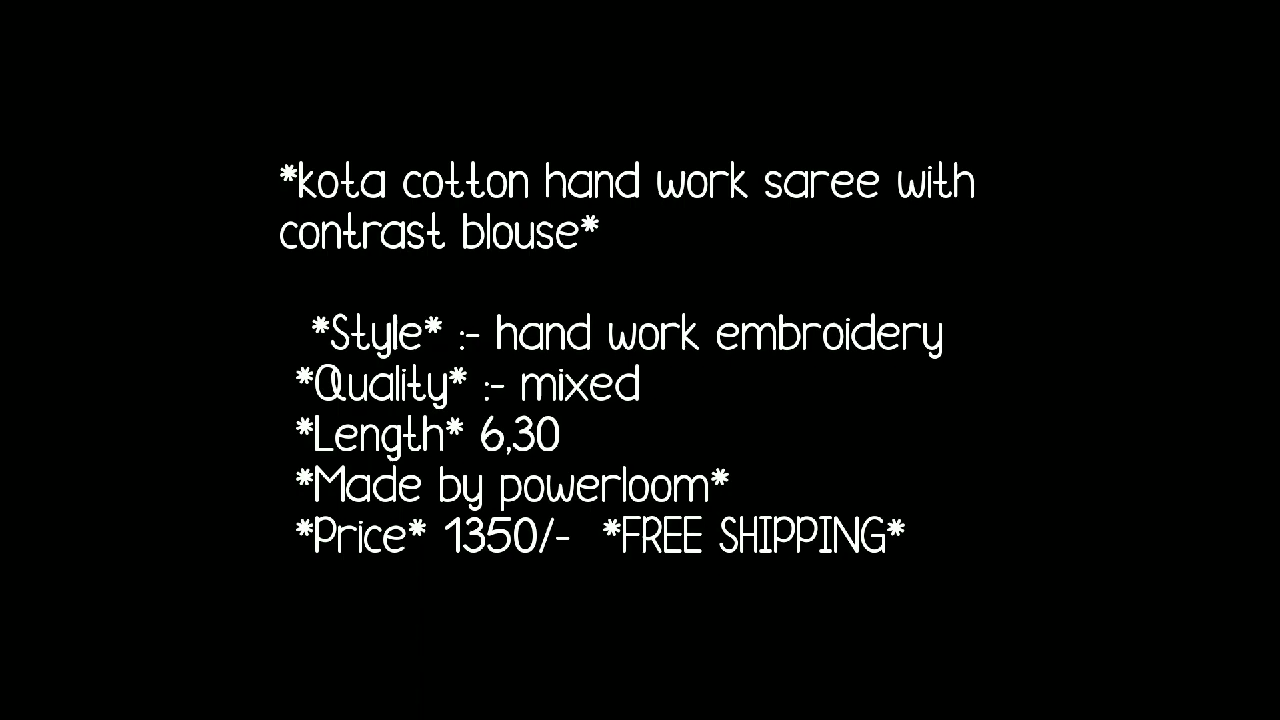 *kota cotton hand work saree with
contrast blouse*
*Style* :- hand work embroidery
*Quality* :- mixed
*Length* 6,30
*Made by powerloom*
*Price* 1350/- *FREE SHIPPING*